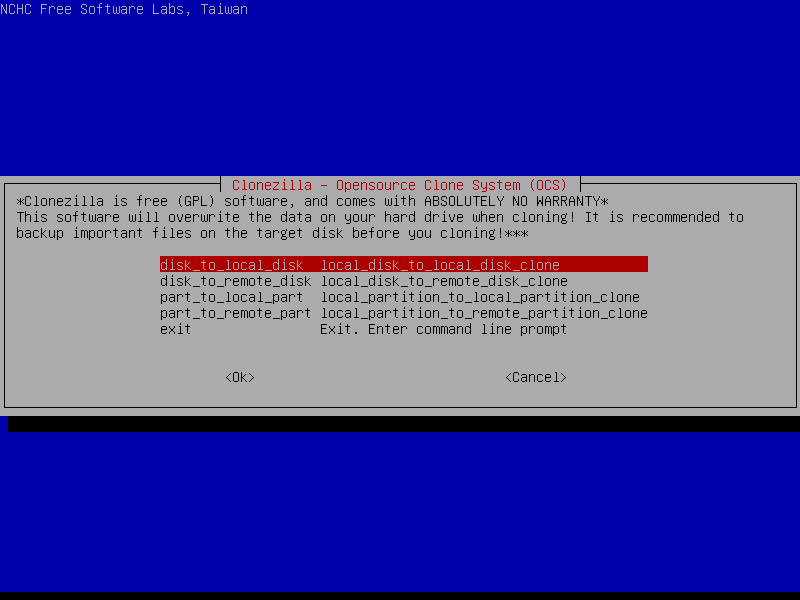 NCHC Free Software Labs, Taiwan
Clonezilla - Opensource Clone System (OCS)
*Clonezilla is free (GPL) software, and comes with ABSOLUTELY NO WARRANTY*
This software will overwrite the data on your hard drive when cloning! It is recommended to
backup important files on the target disk before you cloning!***
disk_to_local_disk local_disk_to_local_disk_clone
disk_to_remote_disk local_disk_to_remote_disk_clone
part_to_local_part local_partition_to_local_partition_clone
part_to_remote_part local_partition_to_remote_partition_clone
exit Exit. Enter command line prompt
<Ok> <Cancel>